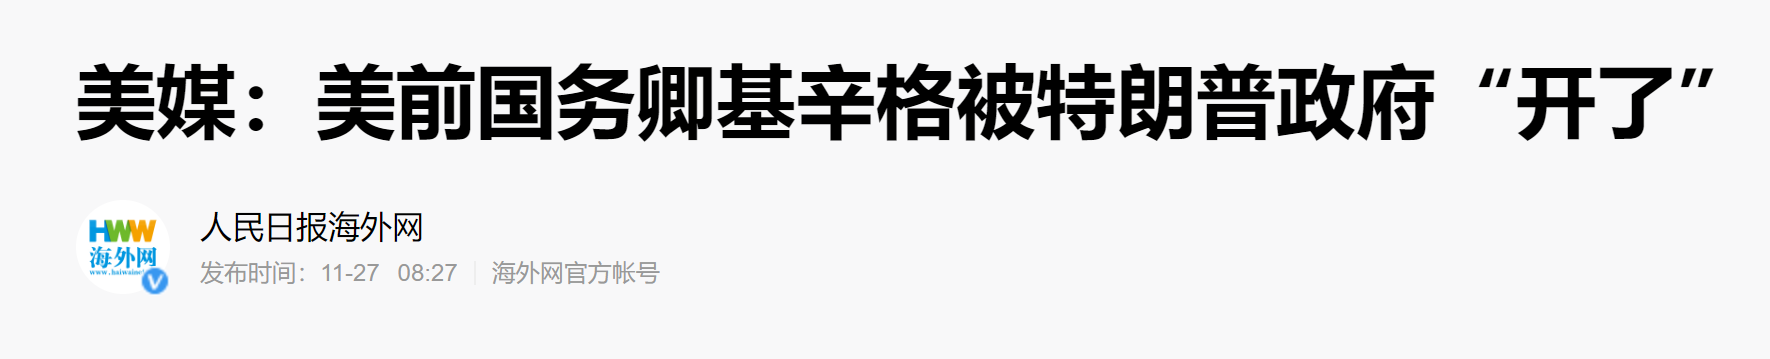 美媒：美前国务卿基辛格被特朗普政府“开了”
人民日报海外网
发布时间：11-27 08:27 海外网官方帐号
HWW
海外网